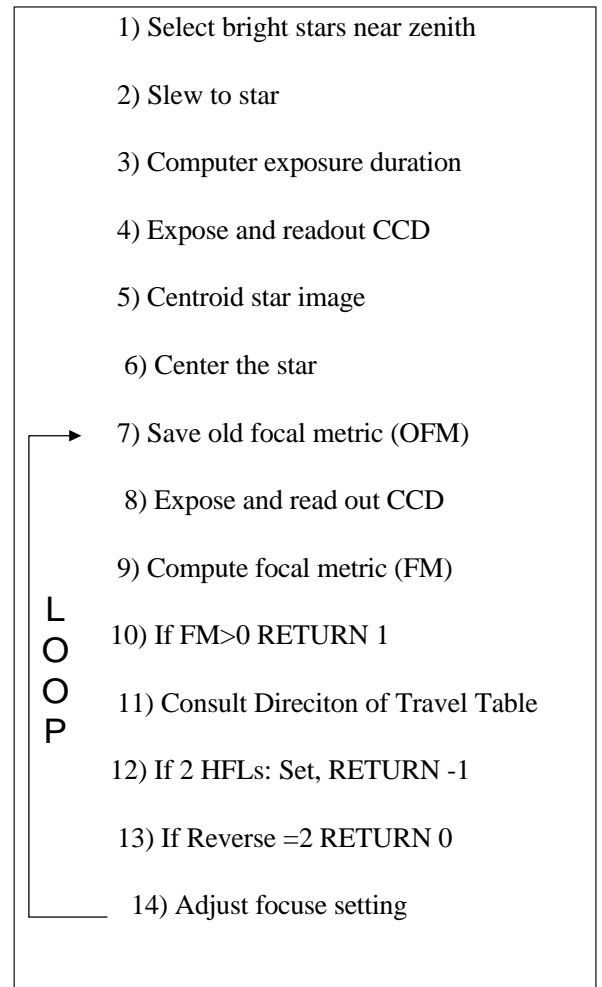 1) Select bright stars near zenith
2) Slew to star
3) Computer exposure duration
4) Expose and readout CCD
5) Centroid star image
6) Center the star
7) Save old focal metric (OFM)
8) Expose and read out CCD
9) Compute focal metric (FM)
10) If FM>0 RETURN 1
11) Consult Direciton of Travel Table
12) If 2 HFLs: Set, RETURN -1
13) If Reverse =2 RETURN 0
14) Adjust focuse setting
L
O
O
P